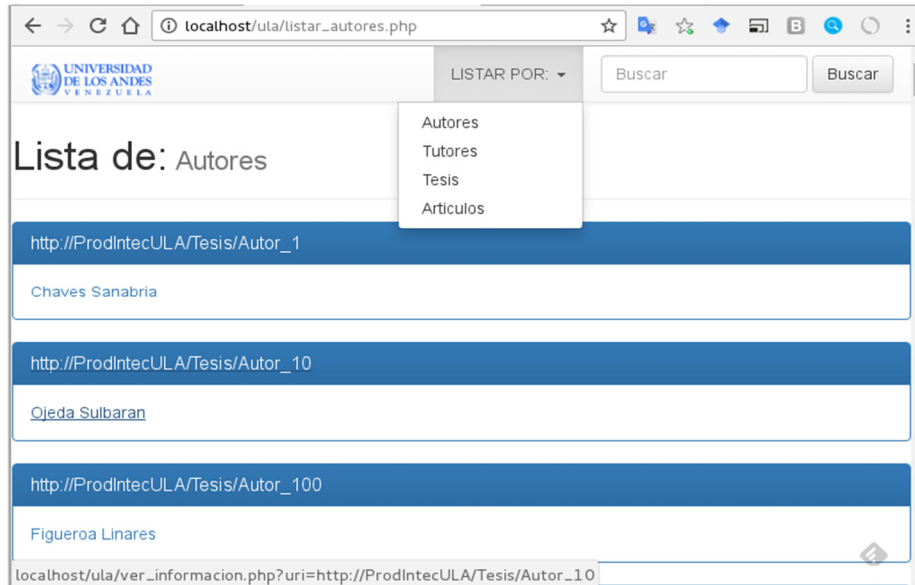 localhost/ula/listar_autores.php
UNIVERSIDAD
DE LOS ANDES
VENEZUELA
LISTAR POR:
Buscar
Buscar
Autores
Tutores
Tesis
Articulos
Lista de: Autores
http://ProdIntecULA/Tesis/Autor_1
Chaves Sanabria
http://ProdIntecULA/Tesis/Autor_10
Ojeda Sulbaran
http://ProdIntecULA/Tesis/Autor_100
Figueroa Linares
localhost/ula/ver_informacion.php?uri=http://ProdIntecULA/Tesis/Autor_10